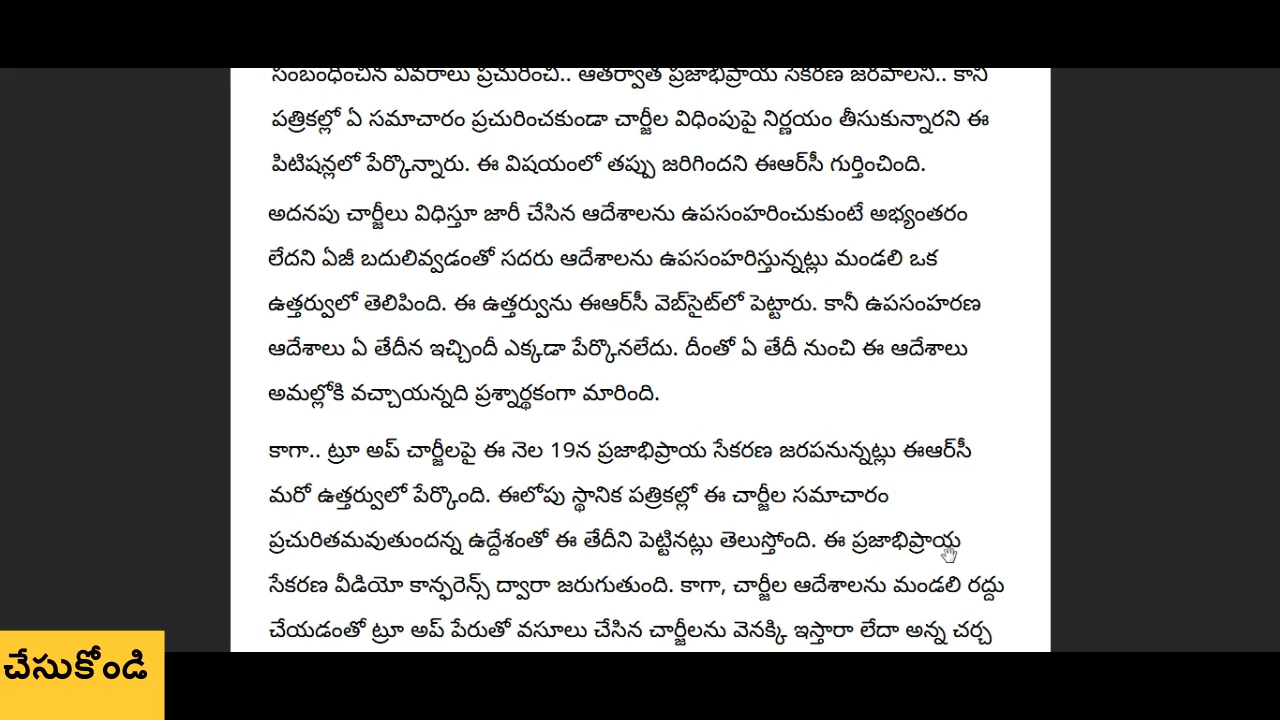 సంబంధించిన వివరాలు ప్రచురించి.. ఆతర్వాత ప్రజాభిప్రాయ సేకరణ జరపాలని.. కానీ
పత్రికల్లో ఏ సమాచారం ప్రచురించకుండా చార్జీల విధింపుపై నిర్ణయం తీసుకున్నారని ఈ
పిటిషన్లలో పేర్కొన్నారు. ఈ విషయంలో తప్పు జరిగిందని ఈఆర్‌సీ గుర్తించింది.
అదనపు చార్జీలు విధిస్తూ జారీ చేసిన ఆదేశాలను ఉపసంహరించుకుంటే అభ్యంతరం
లేదని ఏజీ బదులివ్వడంతో సదరు ఆదేశాలను ఉపసంహరిస్తున్నట్లు మండలి ఒక
ఉత్తర్వులో తెలిపింది. ఈ ఉత్తర్వును ఈఆర్‌సీ వెబ్‌సైట్‌లో పెట్టారు. కానీ ఉపసంహరణ
ఆదేశాలు ఏ తేదీన ఇచ్చిందీ ఎక్కడా పేర్కొనలేదు. దీంతో ఏ తేదీ నుంచి ఈ ఆదేశాలు
అమల్లోకి వచ్చాయన్నది ప్రశ్నార్థకంగా మారింది.
కాగా.. ట్రూ అప్ చార్జీలపై ఈ నెల 19న ప్రజాభిప్రాయ సేకరణ జరపనున్నట్లు ఈఆర్‌సీ
మరో ఉత్తర్వులో పేర్కొంది. ఈలోపు స్థానిక పత్రికల్లో ఈ చార్జీల సమాచారం
ప్రచురితమవుతుందన్న ఉద్దేశంతో ఈ తేదీని పెట్టినట్లు తెలుస్తోంది. ఈ ప్రజాభిప్రాయ
సేకరణ వీడియో కాన్ఫరెన్స్ ద్వారా జరుగుతుంది. కాగా, చార్జీల ఆదేశాలను మండలి రద్దు
చేయడంతో ట్రూ అప్ పేరుతో వసూలు చేసిన చార్జీలను వెనక్కి ఇస్తారా లేదా అన్న చర్చ
చేసుకోండి